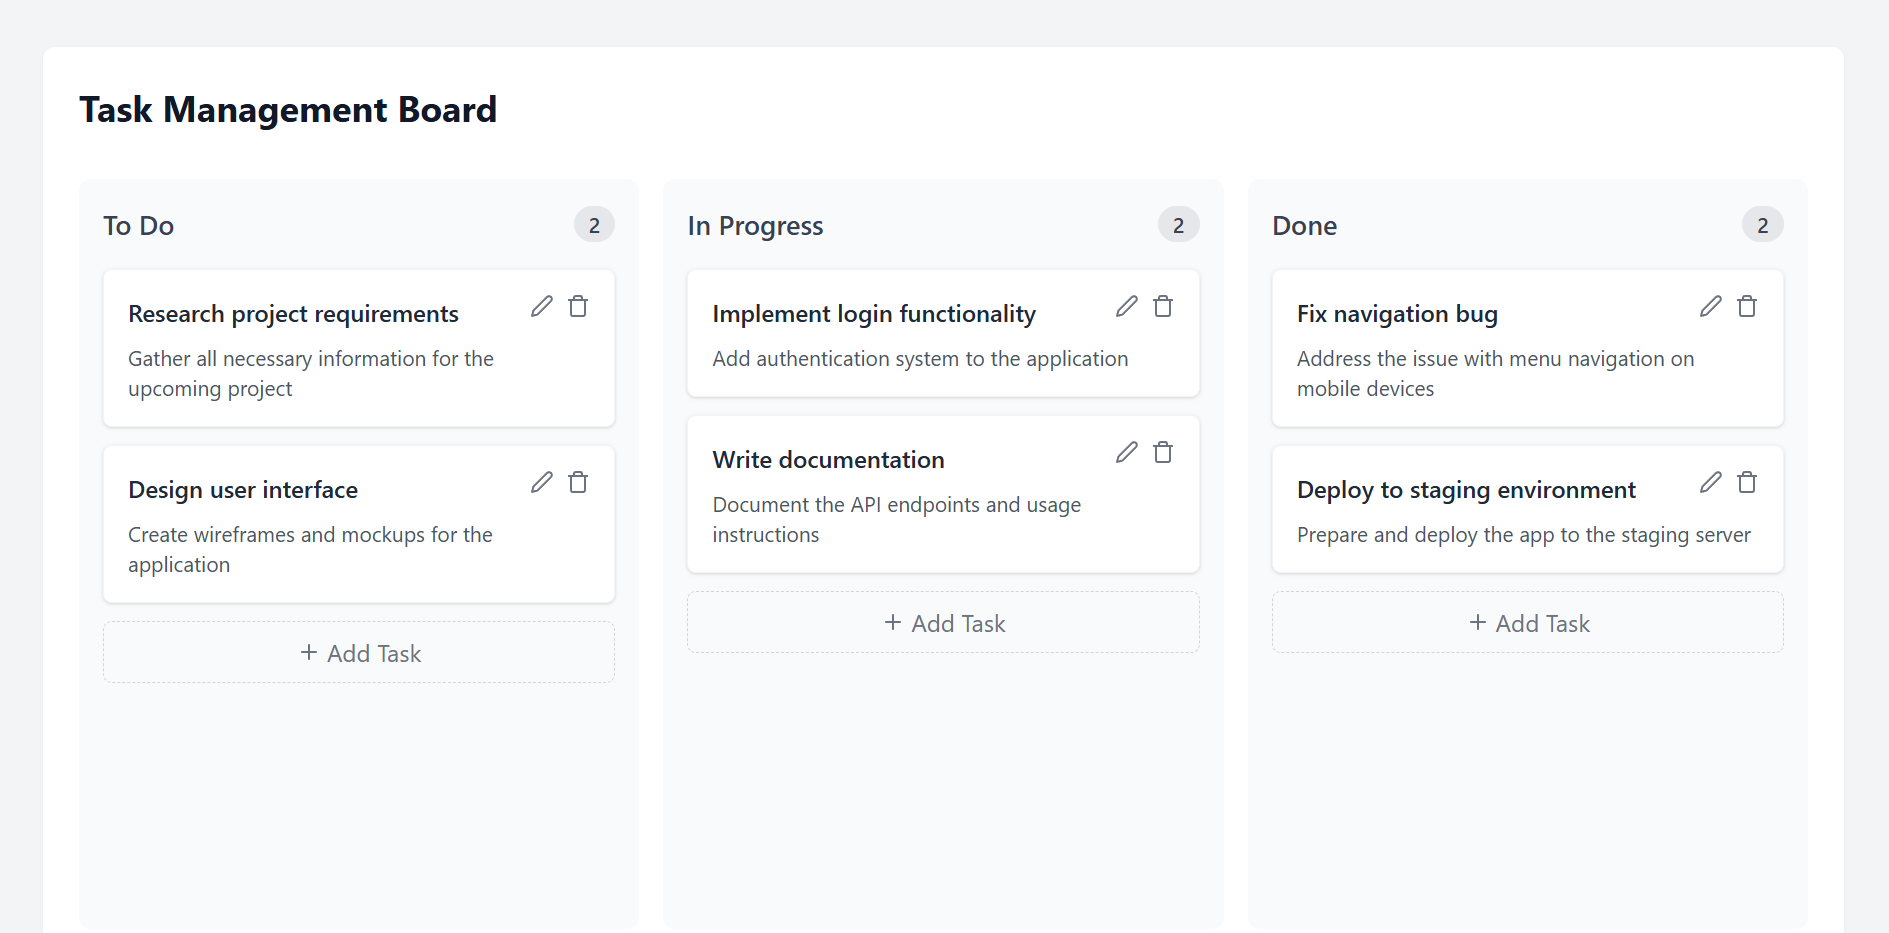 Task Management Board
To Do
2
Research project requirements
Gather all necessary information for the
upcoming project
Design user interface
Create wireframes and mockups for the
application
+ Add Task
In Progress
2
Implement login functionality
Add authentication system to the application
Write documentation
Document the API endpoints and usage
instructions
+ Add Task
Done
2
Fix navigation bug
Address the issue with menu navigation on
mobile devices
Deploy to staging environment
Prepare and deploy the app to the staging server
+ Add Task